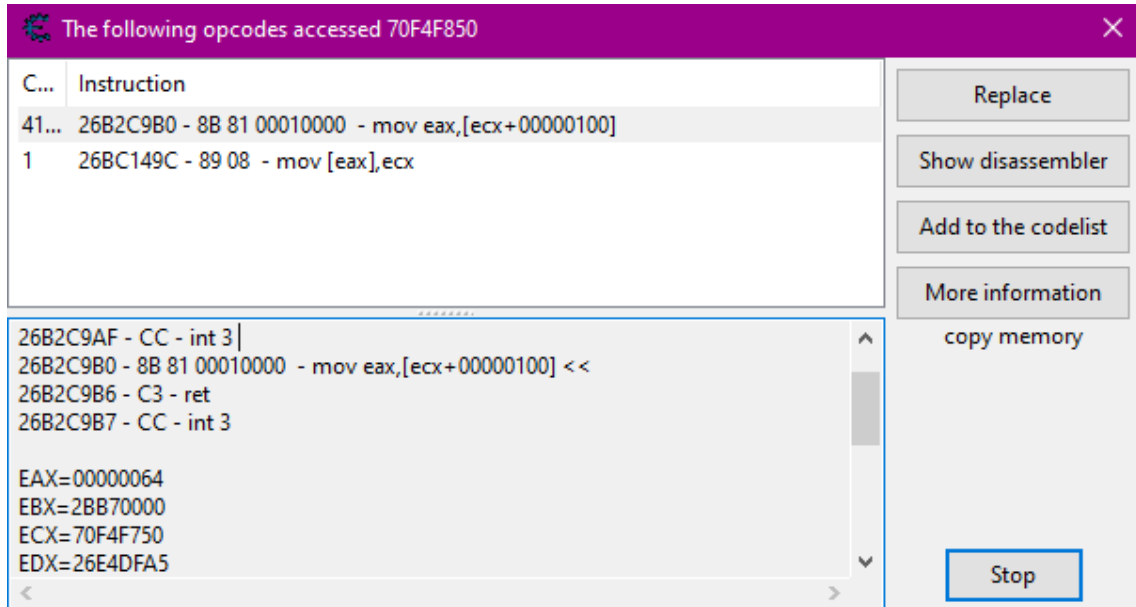 The following opcodes accessed 70F4F850
C... Instruction
41... 26B2C9B0 - 8B 81 00010000 - mov eax,[ecx+00000100]
1 26BC149C - 89 08 - mov [eax],ecx
Replace
Show disassembler
Add to the codelist
More information
copy memory
26B2C9AF - CC - int 3
26B2C9B0 - 8B 81 00010000 - mov eax,[ecx+00000100] <<
26B2C9B6 - C3 - ret
26B2C9B7 - CC - int 3
EAX=00000064
EBX=2BB70000
ECX=70F4F750
EDX=26E4DFA5
Stop